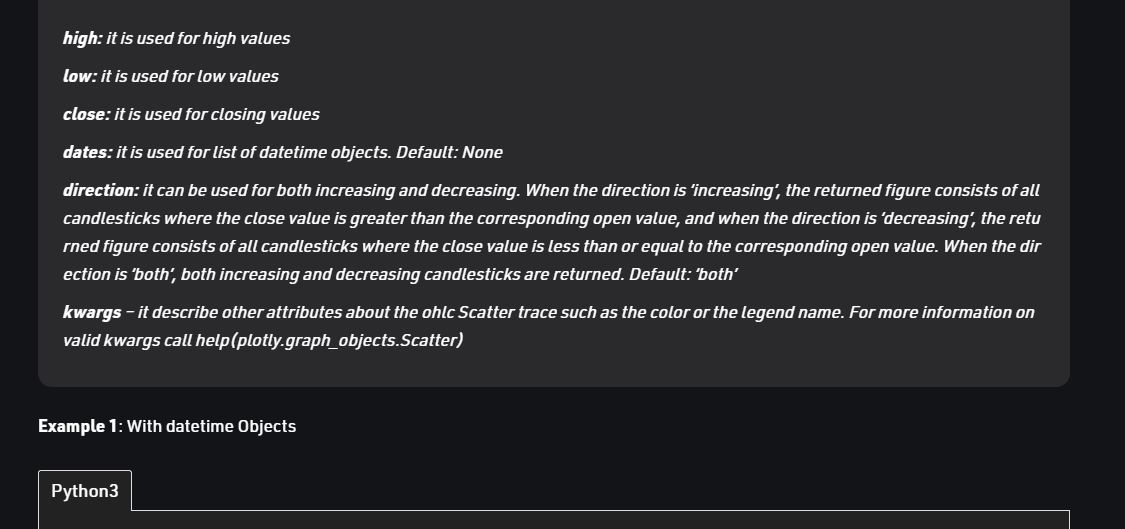 high: it is used for high values
low: it is used for low values
close: it is used for closing values
dates: it is used for list of datetime objects. Default: None
direction: it can be used for both increasing and decreasing. When the direction is ‘increasing’, the returned figure consists of all
candlesticks where the close value is greater than the corresponding open value, and when the direction is ‘decreasing’, the retu
rned figure consists of all candlesticks where the close value is less than or equal to the corresponding open value. When the dir
ection is ‘both’, both increasing and decreasing candlesticks are returned. Default: ‘both’
kwargs – it describe other attributes about the ohlc Scatter trace such as the color or the legend name. For more information on
valid kwargs call help(plotly.graph_objects.Scatter)
Example 1: With datetime Objects
Python3